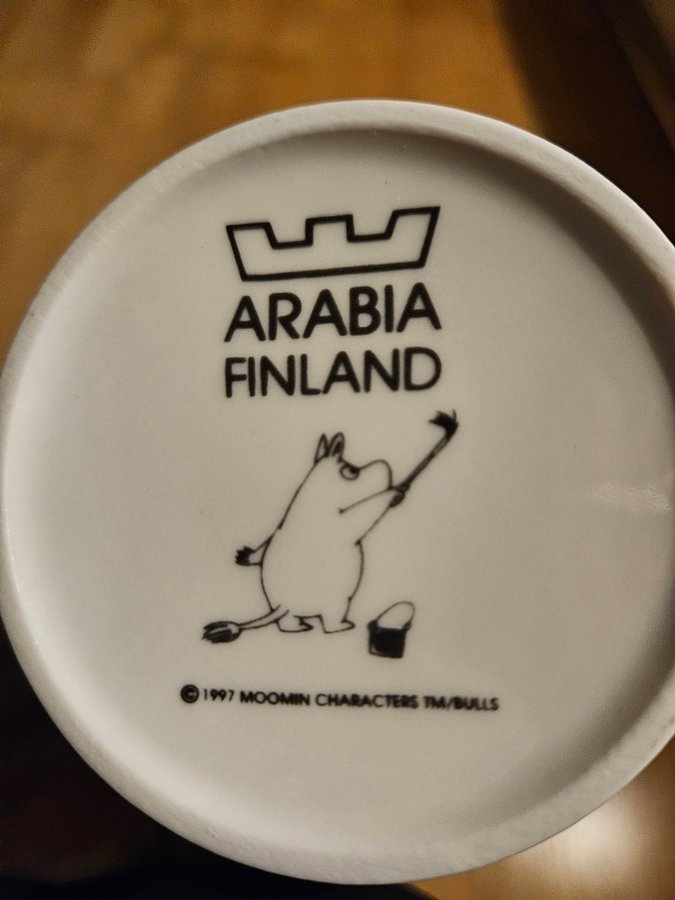 ARABIA
FINLAND
©1997 MOOMIN CHARACTERS TM/BULLS